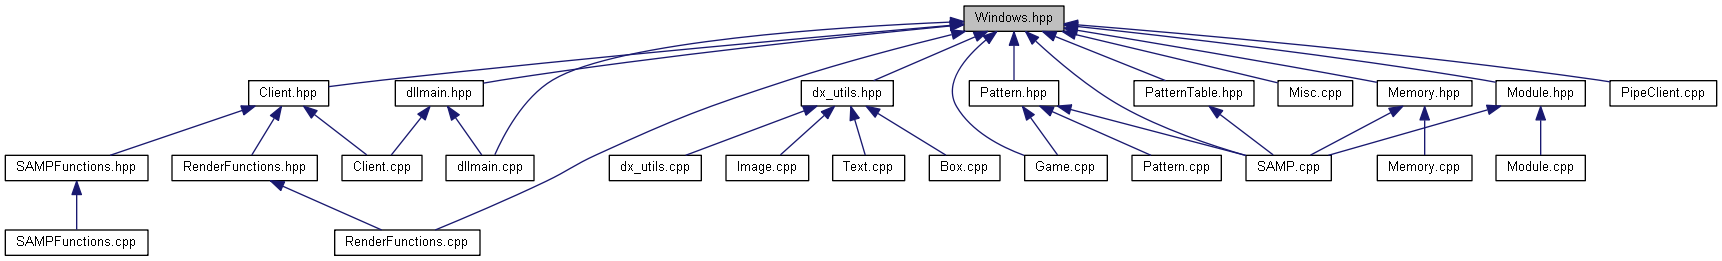 Windows.hpp
Client.hpp
dllmain.hpp
dx_utils.hpp
Pattern.hpp
PatternTable.hpp
Misc.cpp
Memory.hpp
Module.hpp
PipeClient.cpp
SAMPFunctions.hpp
RenderFunctions.hpp
Client.cpp
dllmain.cpp
dx_utils.cpp
Image.cpp
Text.cpp
Box.cpp
Game.cpp
Pattern.cpp
SAMP.cpp
Memory.cpp
Module.cpp
SAMPFunctions.cpp
RenderFunctions.cpp